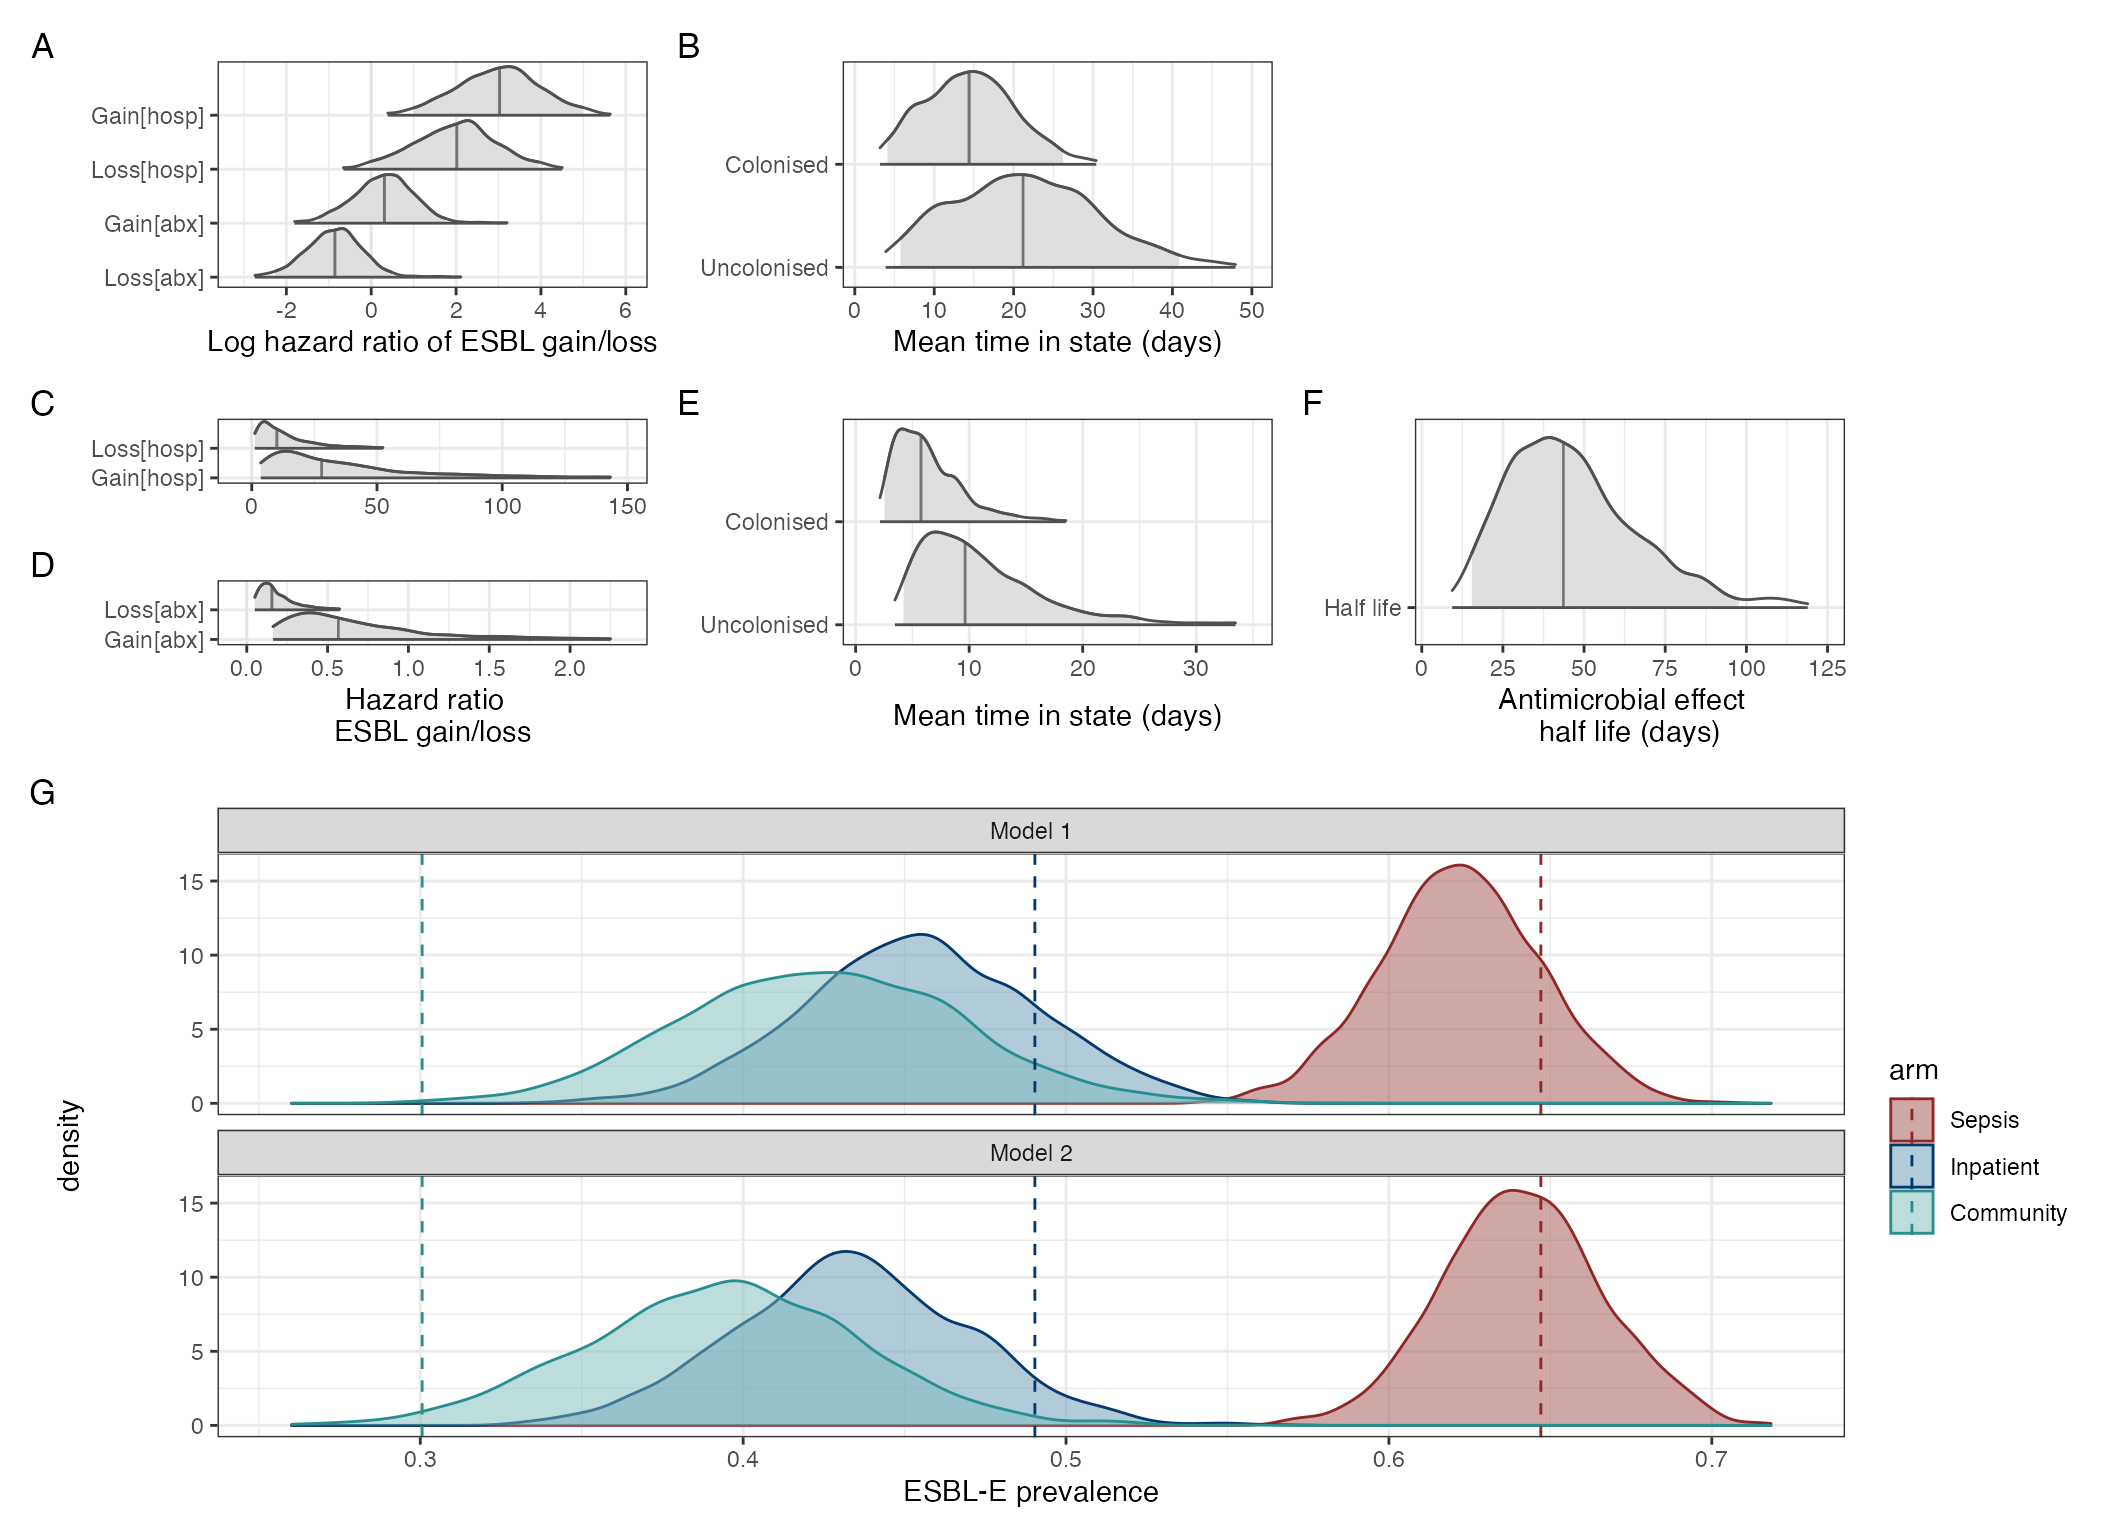 A
Gain[hosp]
Loss[hosp]
Gain[abx]
Loss[abx]
-2 0 2 4 6
Log hazard ratio of ESBL gain/loss
B
Colonised
Uncolonised
0 10 20 30 40 50
Mean time in state (days)
C
Loss[hosp]
Gain[hosp]
0 50 100 150
D
Loss[abx]
Gain[abx]
0.0 0.5 1.0 1.5 2.0
Hazard ratio
ESBL gain/loss
E
Colonised
Uncolonised
0 10 20 30
Mean time in state (days)
F
Half life
0 25 50 75 100 125
Antimicrobial effect
half life (days)
G
Model 1
15
10
5
0
Model 2
15
10
5
0
0.3 0.4 0.5 0.6 0.7
ESBL-E prevalence
density
arm
Sepsis
Inpatient
Community